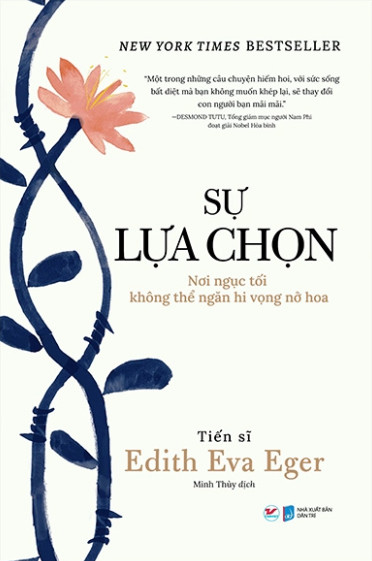 NEW YORK TIMES BESTSELLER
“Một trong những câu chuyện hiếm hoi, với sức sống
bất diệt mà bạn không muốn khép lại, sẽ thay đổi
con người bạn mãi mãi.”
—DESMOND TUTU, Tổng giám mục người Nam Phi
đoạt giải Nobel Hòa bình
SỰ
LỰA CHỌN
Nơi ngục tối
không thể ngăn hi vọng nở hoa
Tiến sĩ
Edith Eva Eger
Minh Thùy dịch
NHÀ XUẤT BẢN
DÂN TRÍ